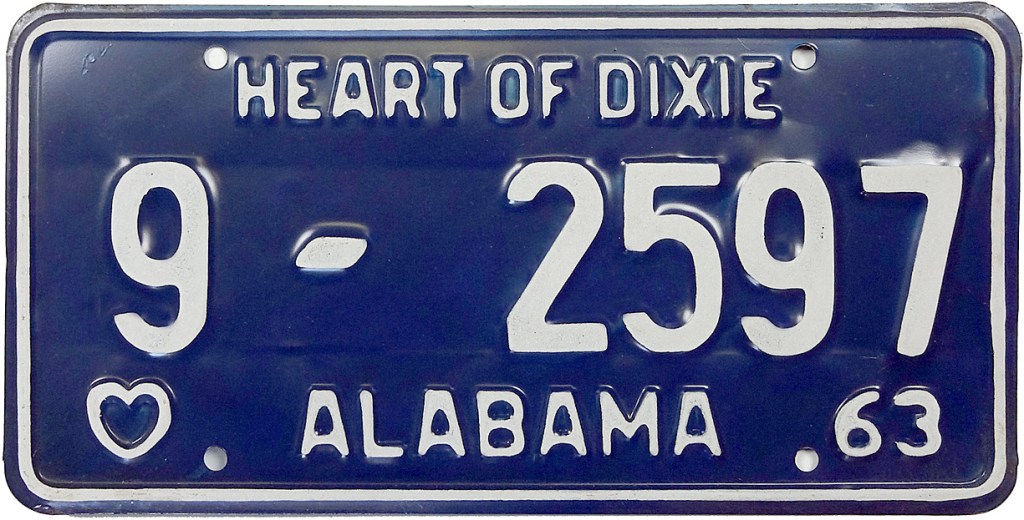 HEART OF DIXIE
9 - 2597
ALABAMA 63